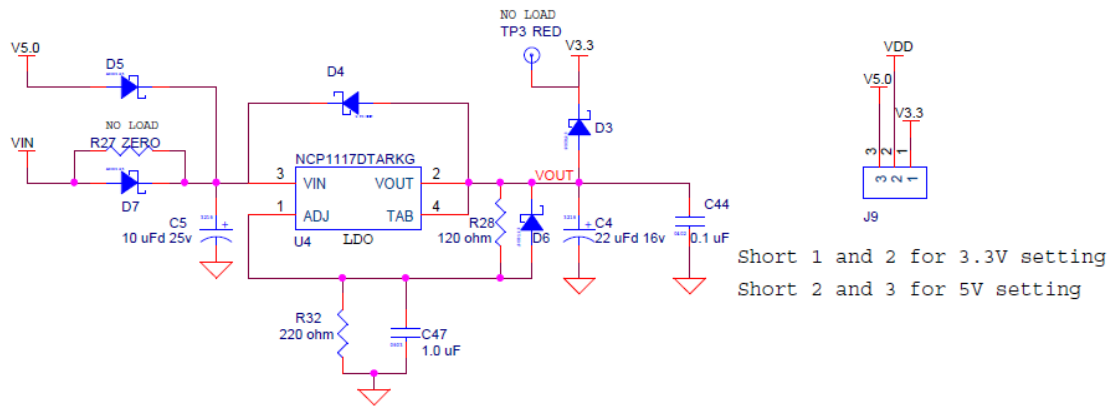 NO LOAD
TP3 RED
V5.0
D5
D4
V3.3
VDD
V5.0
V3.3
NO LOAD
R27 ZERO
VIN
D7
D3
NCP1117DTARKG
3
VIN
VOUT
2
1
ADJ
TAB
4
U4
LDO
VOUT
C5
10 uFd 25v
R28
120 ohm
D6
C4
22 uFd 16v
C44
0.1 uF
3
2
1
3
2
1
J9
Short 1 and 2 for 3.3V setting
Short 2 and 3 for 5V setting
R32
220 ohm
C47
1.0 uF